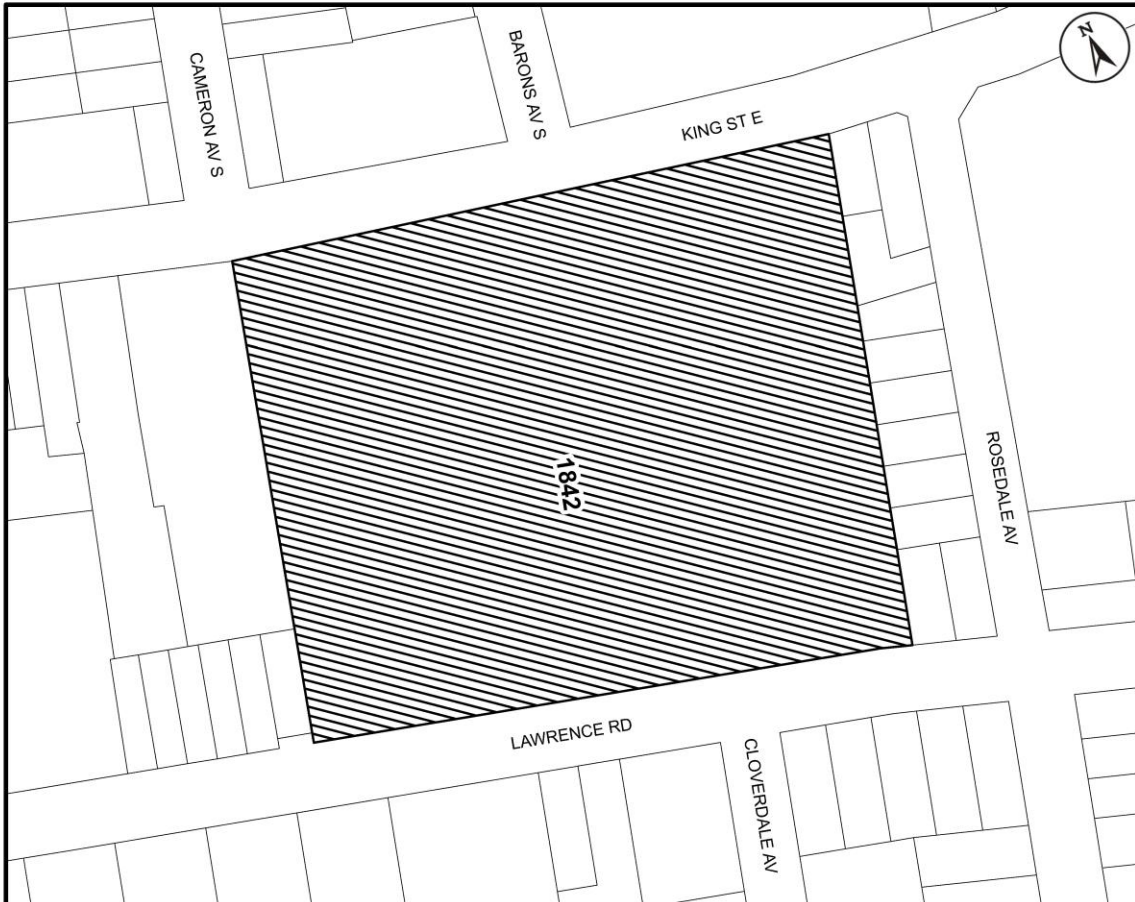 CAMERON AV S
BARONS AV S
N
KING ST E
1842
ROSEDALE AV
LAWRENCE RD
CLOVERDALE AV